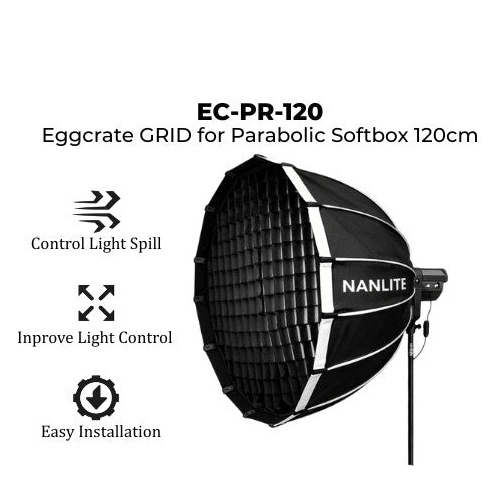 EC-PR-120
Eggcrate GRID for Parabolic Softbox 120cm
Control Light Spill
NANLITE
Inprove Light Control
Easy Installation